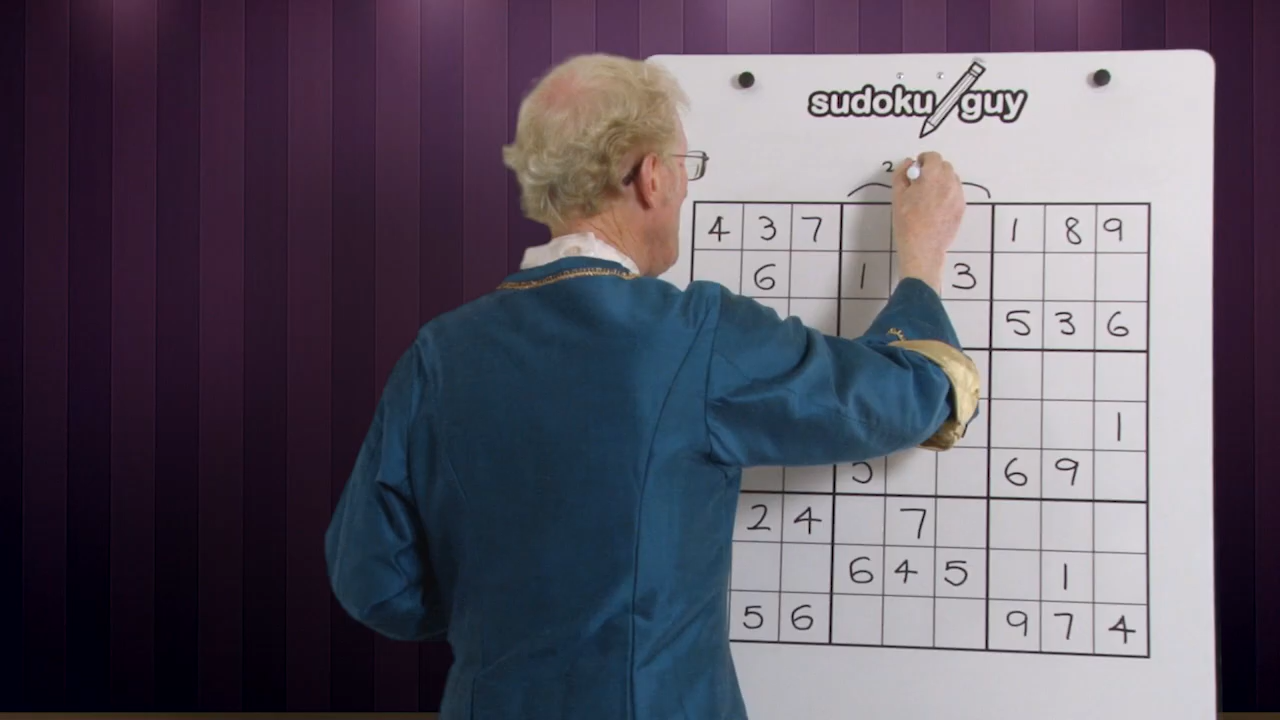 sudoku guy
2
4 3 7 1 8 9
6 1 3
5 3 6
1
5 6 9
2 4 7
6 4 5 1
5 6 9 7 4